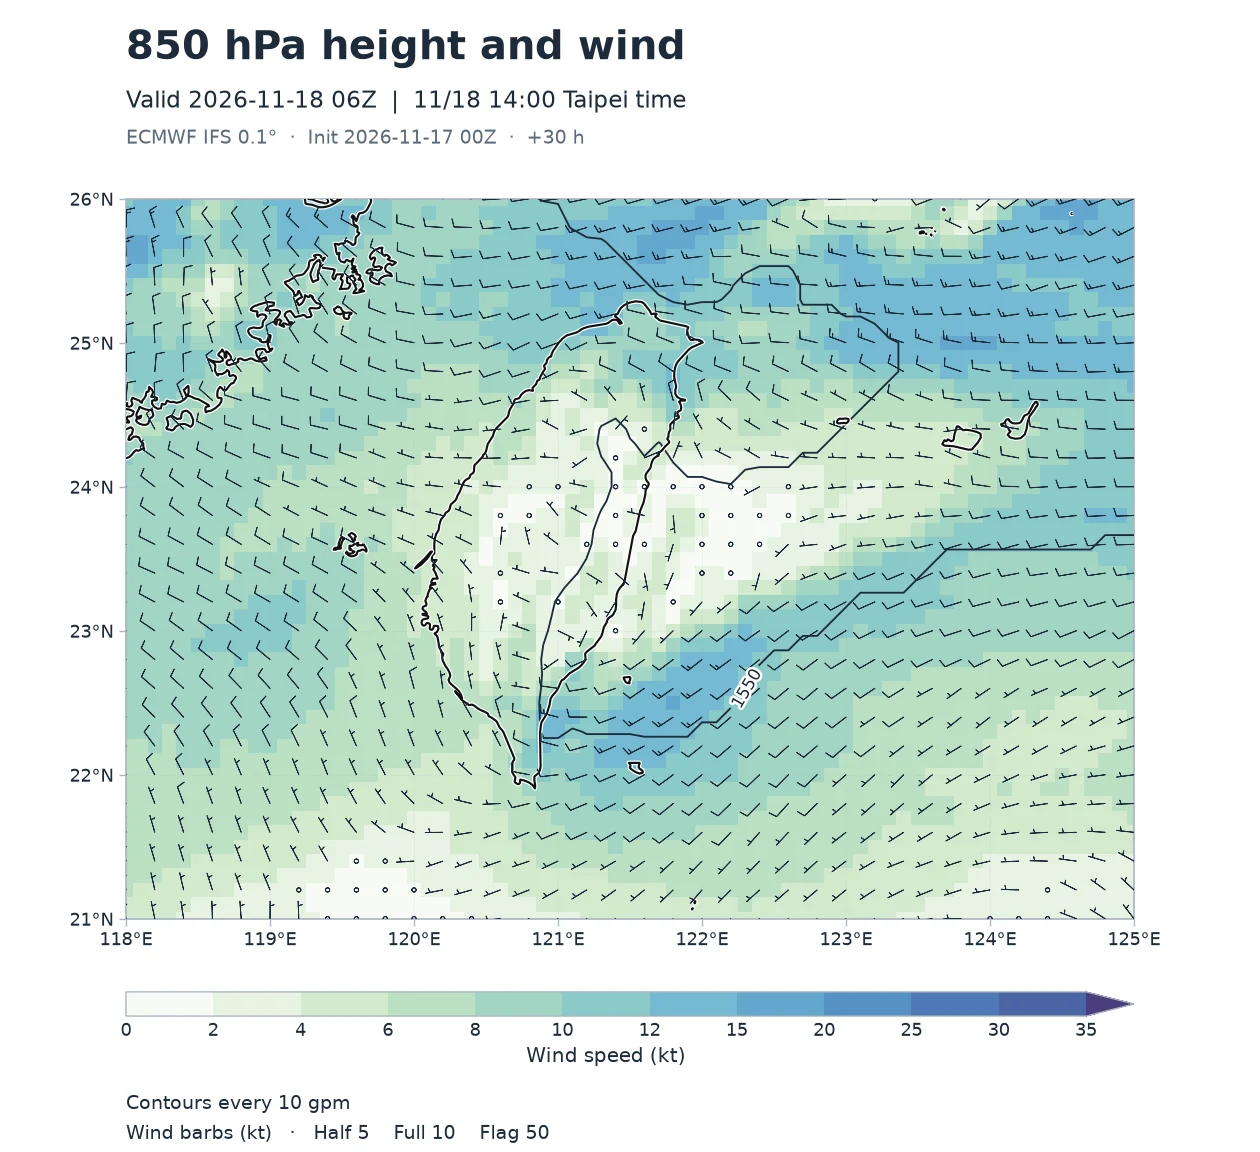 850 hPa height and wind
Valid 2026-11-18 06Z | 11/18 14:00 Taipei time
ECMWF IFS 0.1° · Init 2026-11-17 00Z · +30 h
26°N
25°N
24°N
23°N
22°N
21°N
1550
118°E 119°E 120°E 121°E 122°E 123°E 124°E 125°E
0 2 4 6 8 10 12 15 20 25 30 35
Wind speed (kt)
Contours every 10 gpm
Wind barbs (kt) · Half 5 Full 10 Flag 50